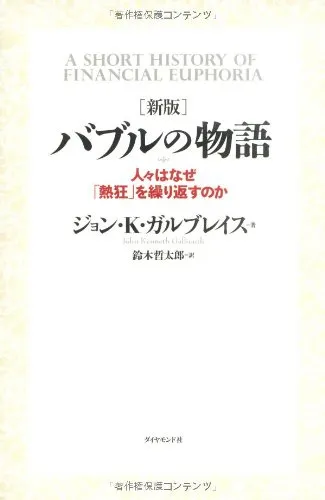 「著作権保護コンテンツ」
A SHORT HISTORY OF
FINANCIAL EUPHORIA
［新版］
バブルの物語
人々はなぜ
「熱狂」を繰り返すのか
ジョン・K・ガルブレイス=著
John Kenneth Galbraith
鈴木哲太郎=訳
ダイヤモンド社
「著作権保護コンテンツ」